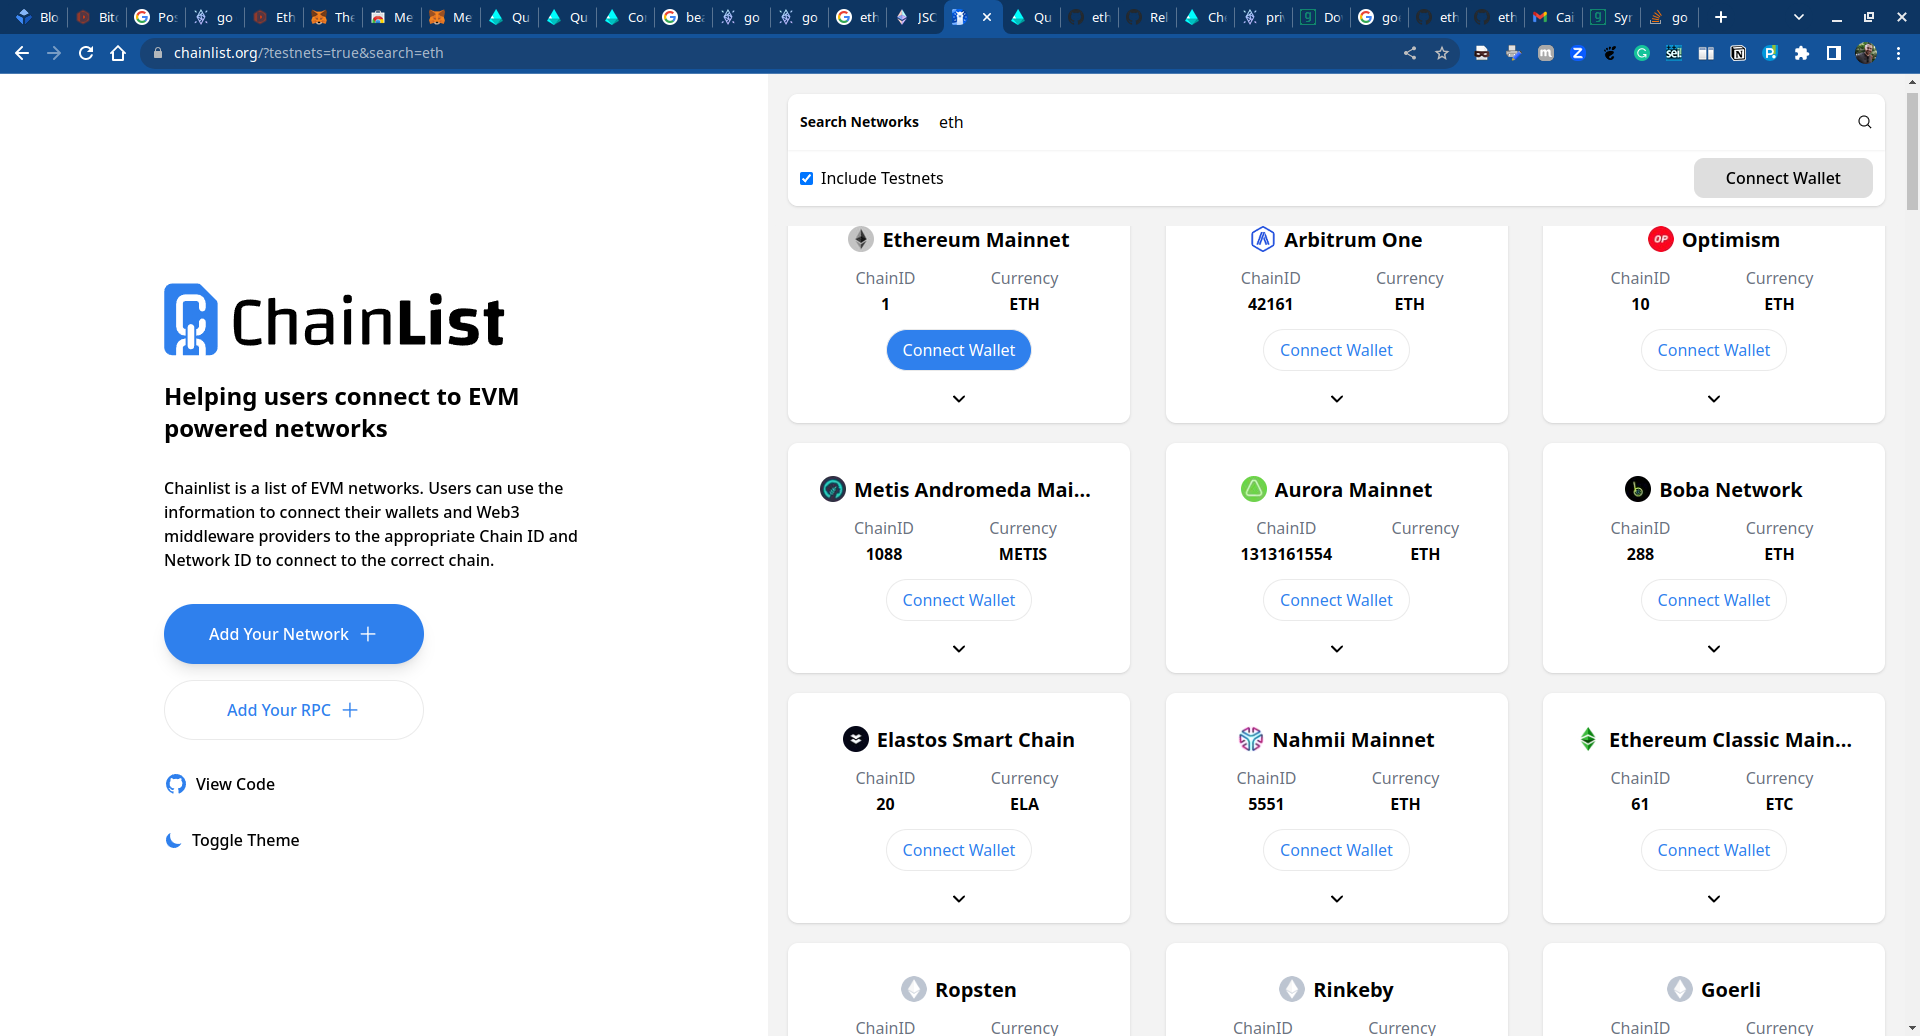 Blo
Bitc
Pos
go
Eth
The
Me
Me
Qu
Qu
Co
be
go
go
eth
JSC
Qu
eth
Rel
Ch
pri
Do
go
eth
eth
Cai
Syr
go
chainlist.org/?testnets=true&search=eth
ChainList
Helping users connect to EVM
powered networks
Chainlist is a list of EVM networks. Users can use the
information to connect their wallets and Web3
middleware providers to the appropriate Chain ID and
Network ID to connect to the correct chain.
Add Your Network
Add Your RPC
View Code
Toggle Theme
Search Networks eth
Include Testnets
Connect Wallet
Ethereum Mainnet
ChainID Currency
1 ETH
Connect Wallet
Arbitrum One
ChainID Currency
42161 ETH
Connect Wallet
Optimism
ChainID Currency
10 ETH
Connect Wallet
Metis Andromeda Mai...
ChainID Currency
1088 METIS
Connect Wallet
Aurora Mainnet
ChainID Currency
1313161554 ETH
Connect Wallet
Boba Network
ChainID Currency
288 ETH
Connect Wallet
Elastos Smart Chain
ChainID Currency
20 ELA
Connect Wallet
Nahmii Mainnet
ChainID Currency
5551 ETH
Connect Wallet
Ethereum Classic Main...
ChainID Currency
61 ETC
Connect Wallet
Ropsten
ChainID Currency
Rinkeby
ChainID Currency
Goerli
ChainID Currency